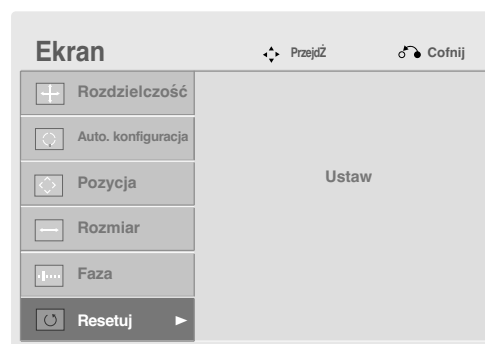 Ekran
PrzejdŹ
Cofnij
Rozdzielczość
Auto. konfiguracja
Pozycja
Ustaw
Rozmiar
Faza
Resetuj